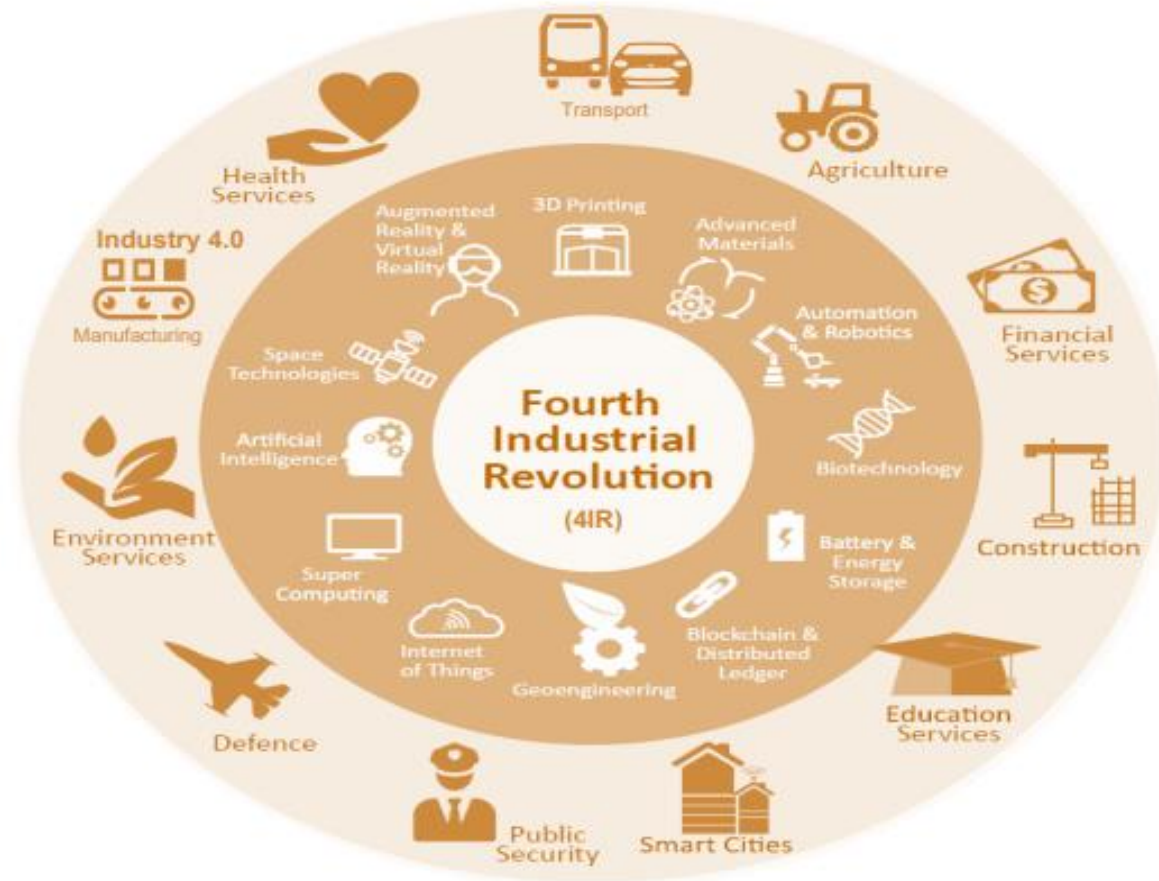 Transport
Agriculture
Health
Services
Industry 4.0
Manufacturing
Financial
Services
Environment
Services
Construction
Defence
Education
Services
Public
Security
Smart Cities
Augmented
Reality &
Virtual
Reality
3D Printing
Advanced
Materials
Automation
& Robotics
Space
Technologies
Artificial
Intelligence
Biotechnology
Super
Computing
Battery &
Energy
Storage
Internet
of Things
Geoengineering
Blockchain &
Distributed
Ledger
Fourth
Industrial
Revolution
(4IR)
$